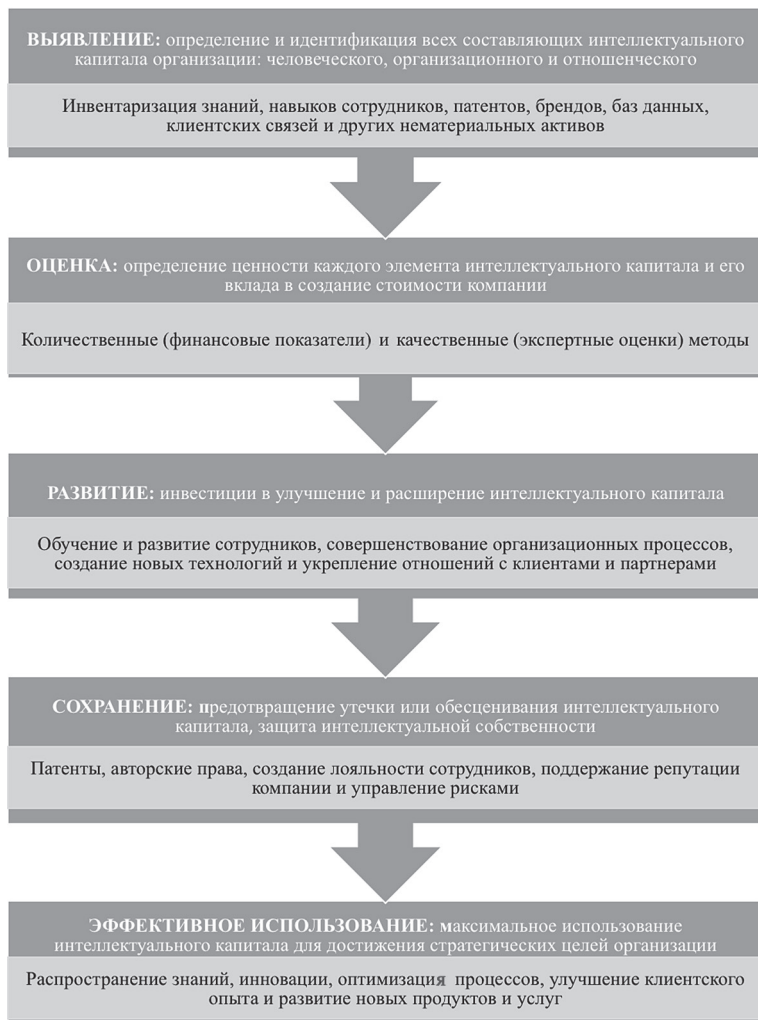 ВЫЯВЛЕНИЕ: определение и идентификация всех составляющих интеллектуального
капитала организации: человеческого, организационного и отношенческого
Инвентаризация знаний, навыков сотрудников, патентов, брендов, баз данных,
клиентских связей и других нематериальных активов
ОЦЕНКА: определение ценности каждого элемента интеллектуального капитала и его
вклада в создание стоимости компании
Количественные (финансовые показатели) и качественные (экспертные оценки) методы
РАЗВИТИЕ: инвестиции в улучшение и расширение интеллектуального капитала
Обучение и развитие сотрудников, совершенствование организационных процессов,
создание новых технологий и укрепление отношений с клиентами и партнерами
СОХРАНЕНИЕ: предотвращение утечки или обесценивания интеллектуального
капитала, защита интеллектуальной собственности
Патенты, авторские права, создание лояльности сотрудников, поддержание репутации
компании и управление рисками
ЭФФЕКТИВНОЕ ИСПОЛЬЗОВАНИЕ: максимальное использование
интеллектуального капитала для достижения стратегических целей организации
Распространение знаний, инновации, оптимизация процессов, улучшение клиентского
опыта и развитие новых продуктов и услуг